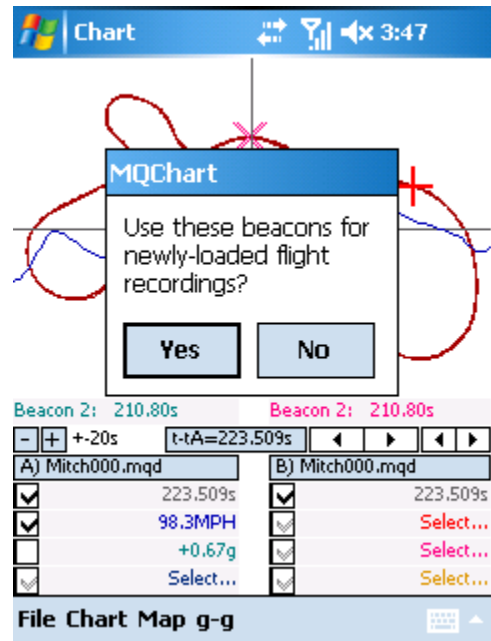 Chart 3:47
MQChart
Use these beacons for
newly-loaded flight
recordings?
Yes No
Beacon 2: 210.80s Beacon 2: 210.80s
- + +-20s t-tA=223.509s
A) Mitch000.mqd B) Mitch000.mqd
223.509s 223.509s
98.3MPH Select...
+0.67g Select...
Select... Select...
File Chart Map g-g